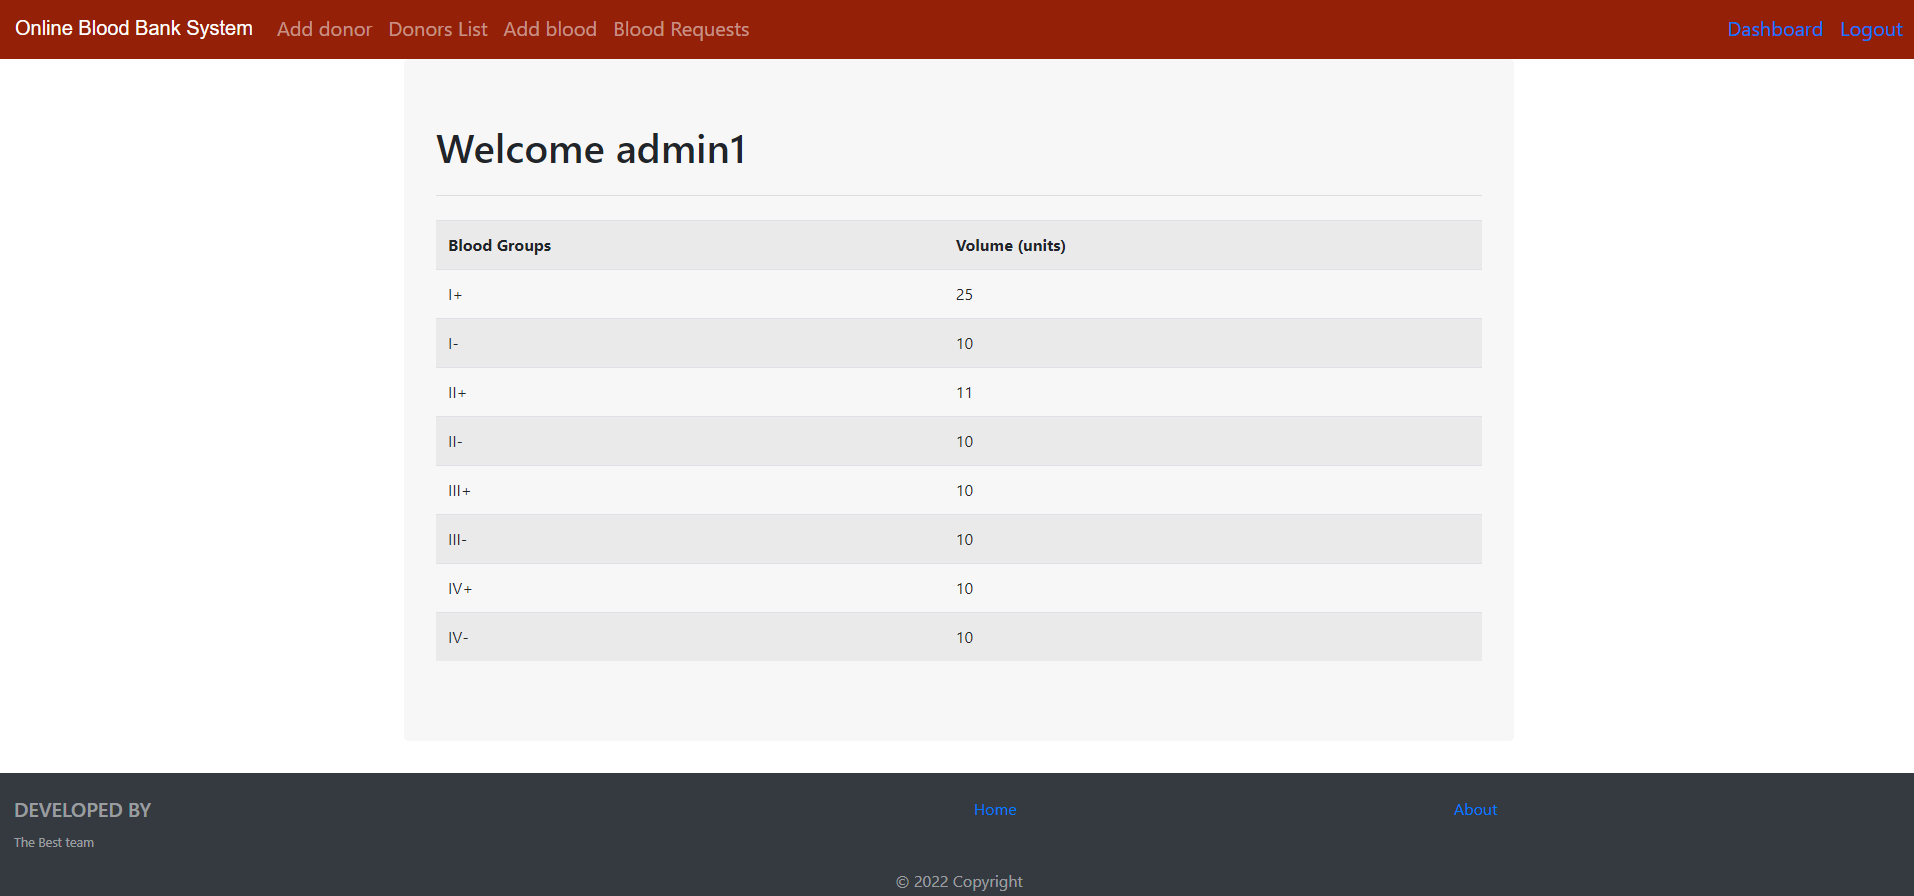 Online Blood Bank System Add donor Donors List Add blood Blood Requests Dashboard Logout
Welcome admin1
Blood Groups Volume (units)
I+ 25
I- 10
II+ 11
II- 10
III+ 10
III- 10
IV+ 10
IV- 10
DEVELOPED BY Home About
The Best team
© 2022 Copyright